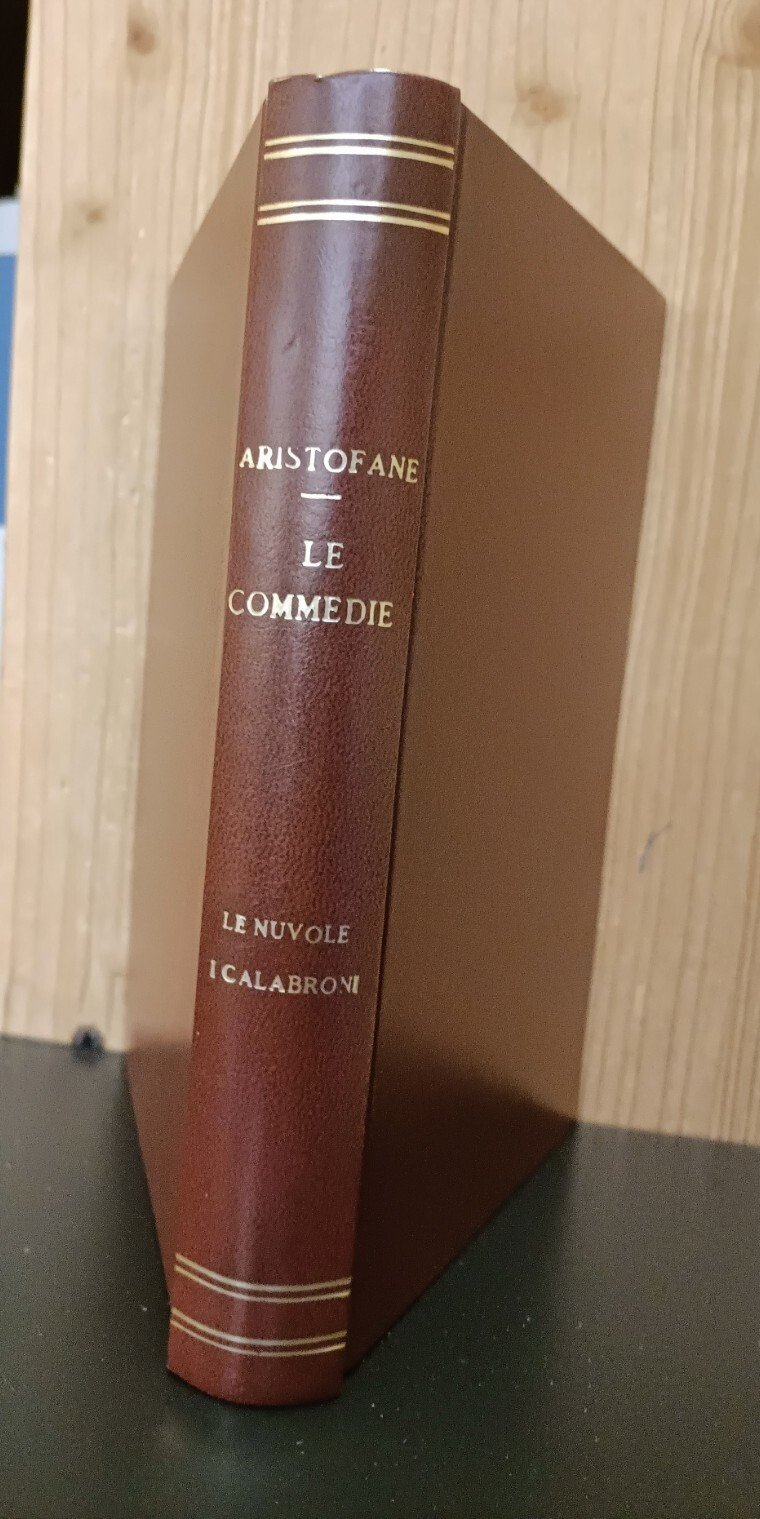 ARISTOFANE
LE
COMMEDIE
LE NUVOLE
I CALABRONI